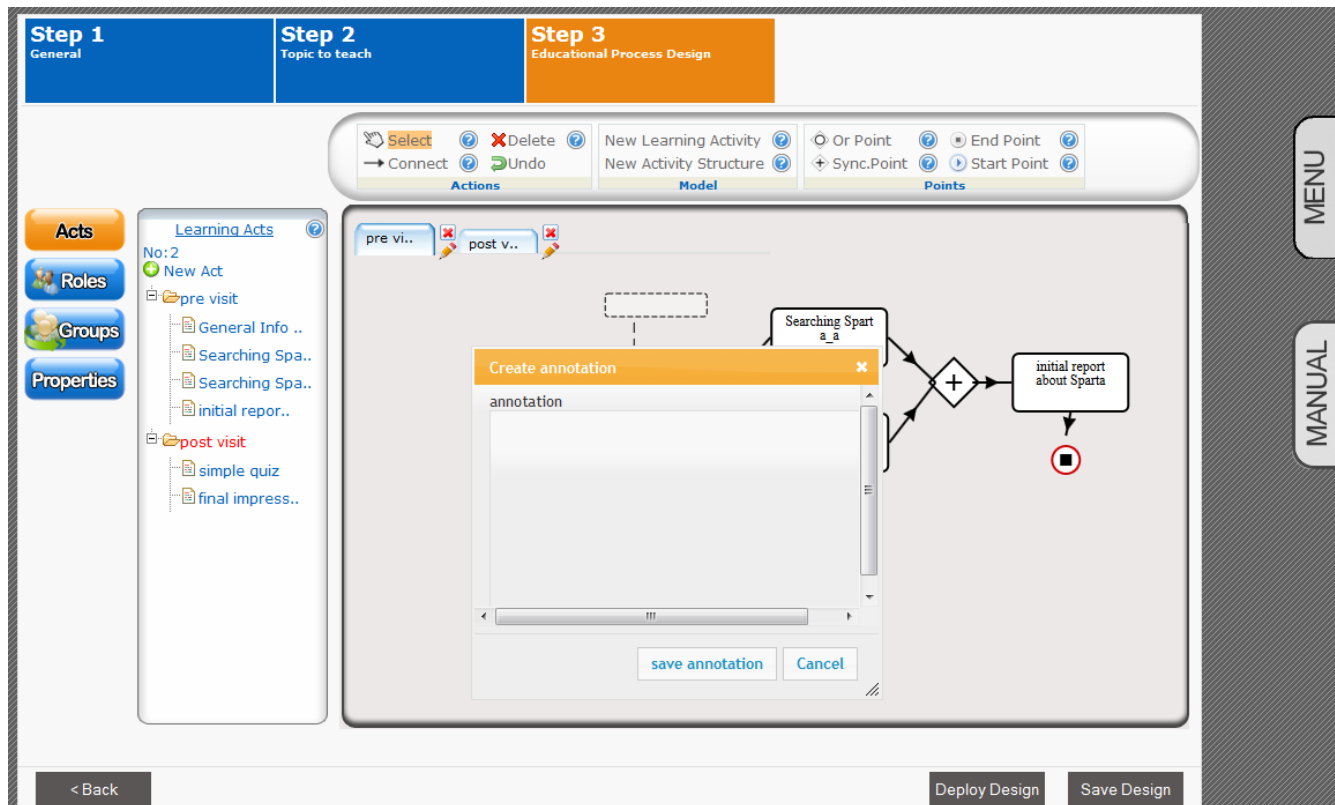 Step 1
General
Step 2
Topic to teach
Step 3
Educational Process Design
Select
Delete
New Learning Activity
Or Point
End Point
Connect
Undo
New Activity Structure
Sync.Point
Start Point
Actions
Model
Points
MENU
MANUAL
Acts
Roles
Groups
Properties
Learning Acts
No:2
New Act
pre visit
General Info ..
Searching Spa..
Searching Spa..
initial repor..
post visit
simple quiz
final impress..
pre vi..
post v..
Searching Spart
a_a
initial report
about Sparta
Create annotation
annotation
save annotation
Cancel
< Back
Deploy Design
Save Design